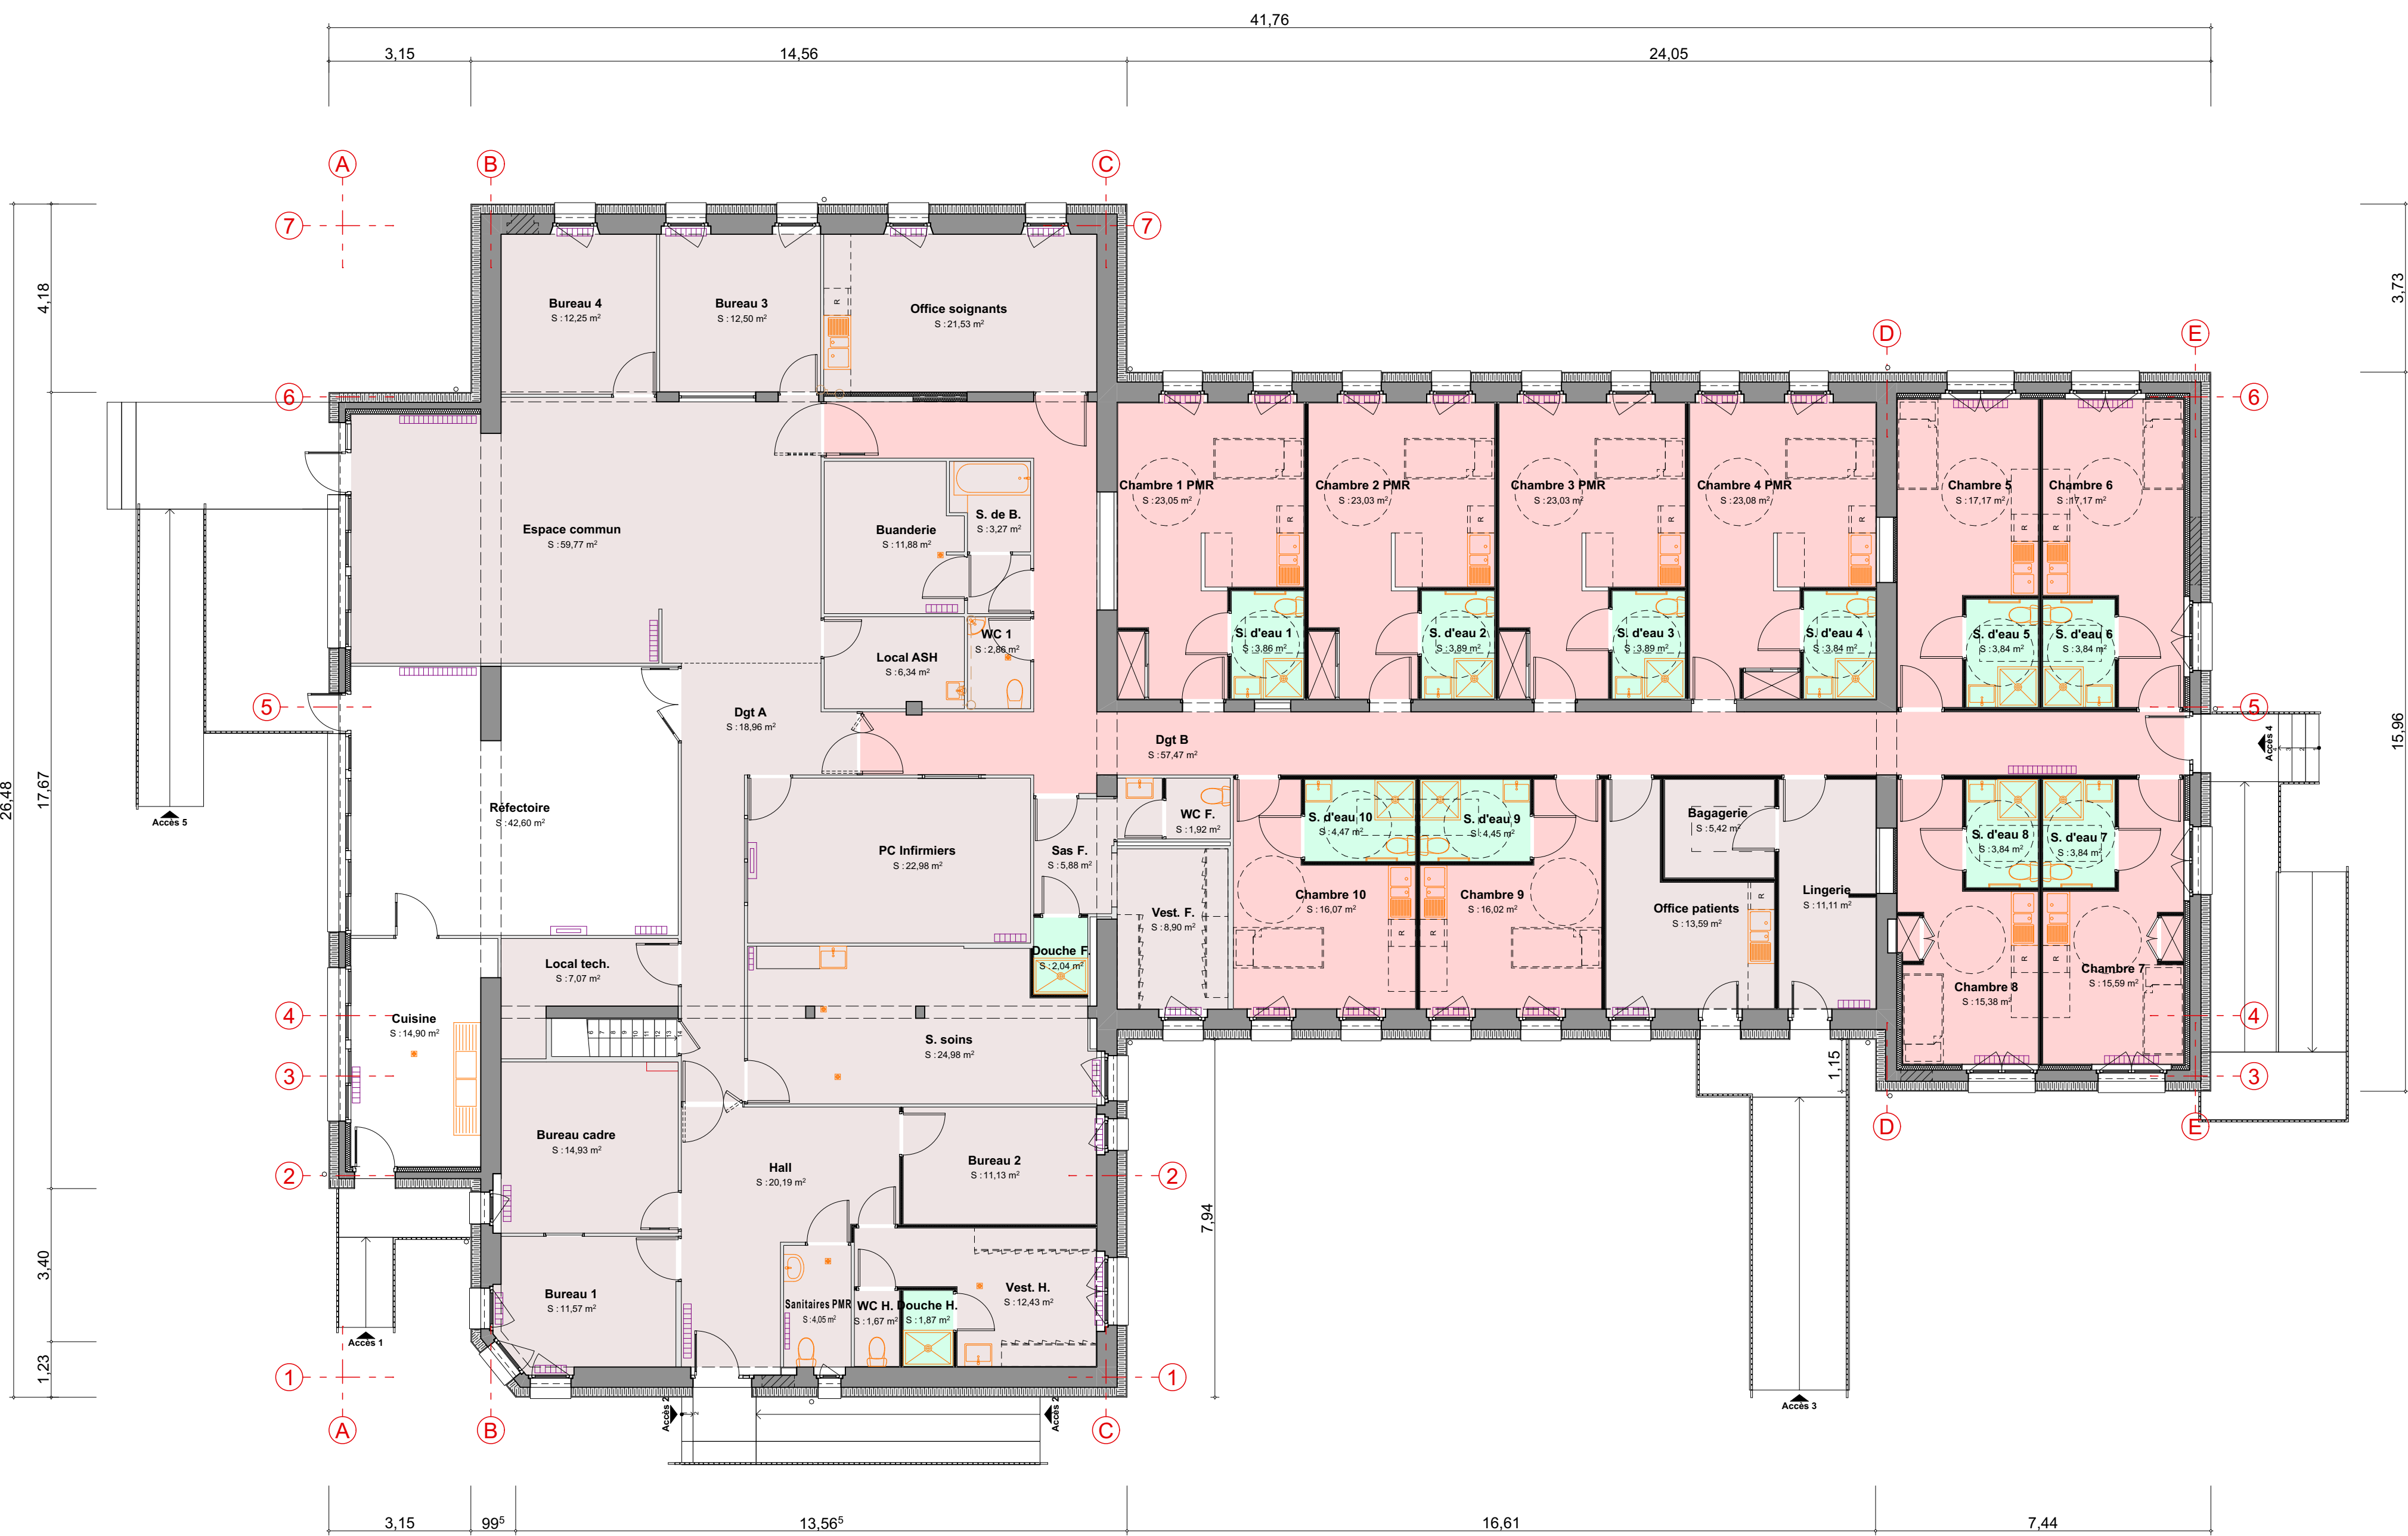 41,76
3,15
14,56
24,05
A
B
C
7
7
4,18
3,73
Bureau 4
S : 12,25 m²
Bureau 3
S : 12,50 m²
R
Office soignants
S : 21,53 m²
D
E
6
6
Espace commun
S : 59,77 m²
Buanderie
S : 11,88 m²
S. de B.
S : 3,27 m²
Chambre 1 PMR
S : 23,05 m²
R
Chambre 2 PMR
S : 23,03 m²
R
Chambre 3 PMR
S : 23,03 m²
R
Chambre 4 PMR
S : 23,08 m²
R
Chambre 5
S : 17,17 m²
R
Chambre 6
S : 17,17 m²
R
Local ASH
S : 6,34 m²
WC 1
S : 2,86 m²
S. d'eau 1
S : 3,86 m²
S. d'eau 2
S : 3,89 m²
S. d'eau 3
S : 3,89 m²
S. d'eau 4
S : 3,84 m²
S. d'eau 5
S : 3,84 m²
S. d'eau 6
S : 3,84 m²
5
5
Dgt A
S : 18,96 m²
Dgt B
S : 57,47 m²
Accès 4
15,96
26,48
17,67
Accès 5
Réfectoire
S : 42,60 m²
PC Infirmiers
S : 22,98 m²
Sas F.
S : 5,88 m²
WC F.
S : 1,92 m²
S. d'eau 10
S : 4,47 m²
S. d'eau 9
S : 4,45 m²
Bagagerie
S : 5,42 m²
S. d'eau 8
S : 3,84 m²
S. d'eau 7
S : 3,84 m²
Vest. F.
S : 8,90 m²
Chambre 10
S : 16,07 m²
R
R
Chambre 9
S : 16,02 m²
Office patients
S : 13,59 m²
R
Lingerie
S : 11,11 m²
Local tech.
S : 7,07 m²
Douche F.
S : 2,04 m²
R
R
Chambre 8
S : 15,38 m²
Chambre 7
S : 15,59 m²
4
4
Cuisine
S : 14,90 m²
6 7 8 9 10 11 12 13 14
S. soins
S : 24,98 m²
3
3
1,15
Bureau cadre
S : 14,93 m²
Hall
S : 20,19 m²
Bureau 2
S : 11,13 m²
D
E
2
2
7,94
3,40
Bureau 1
S : 11,57 m²
Sanitaires PMR
S : 4,05 m²
WC H.
S : 1,67 m²
Douche H.
S : 1,87 m²
Vest. H.
S : 12,43 m²
Accès 1
1,23
1
1
Accès 2
Accès 2
Accès 3
A
B
C
3,15
99⁵
13,56⁵
16,61
7,44